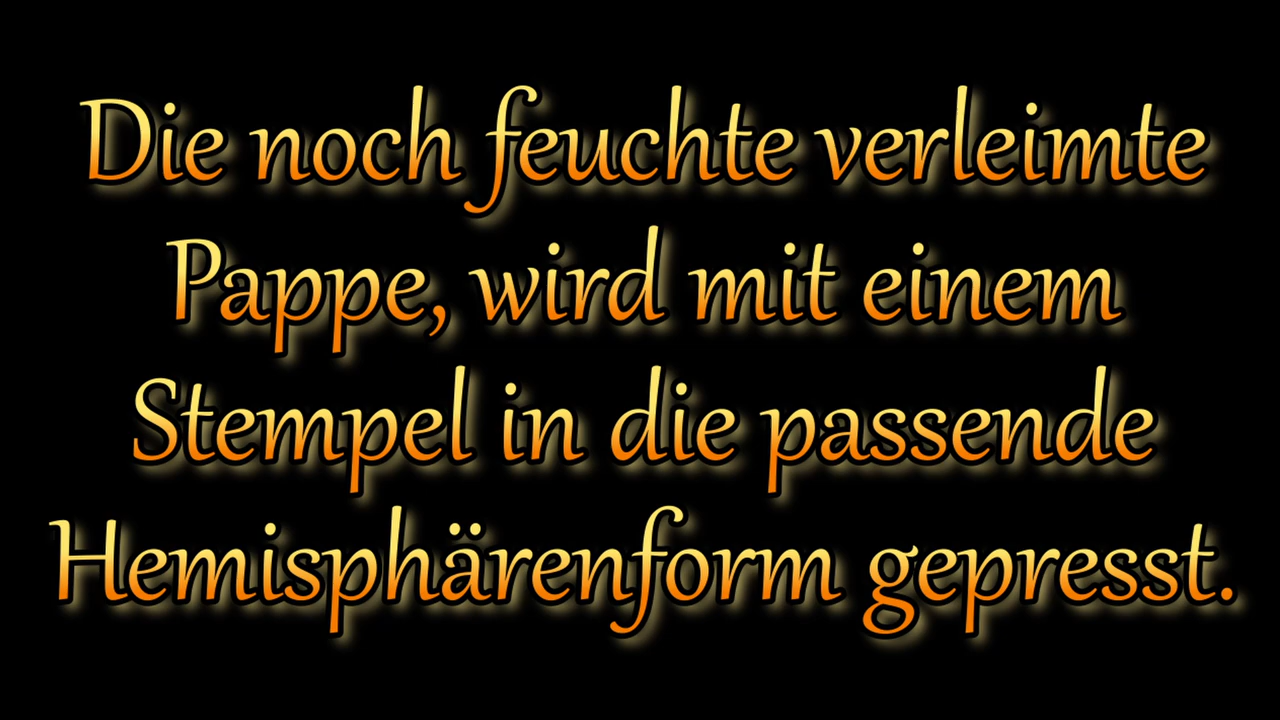 Die noch feuchte verleimte
Pappe, wird mit einem
Stempel in die passende
Hemisphärenform gepresst.